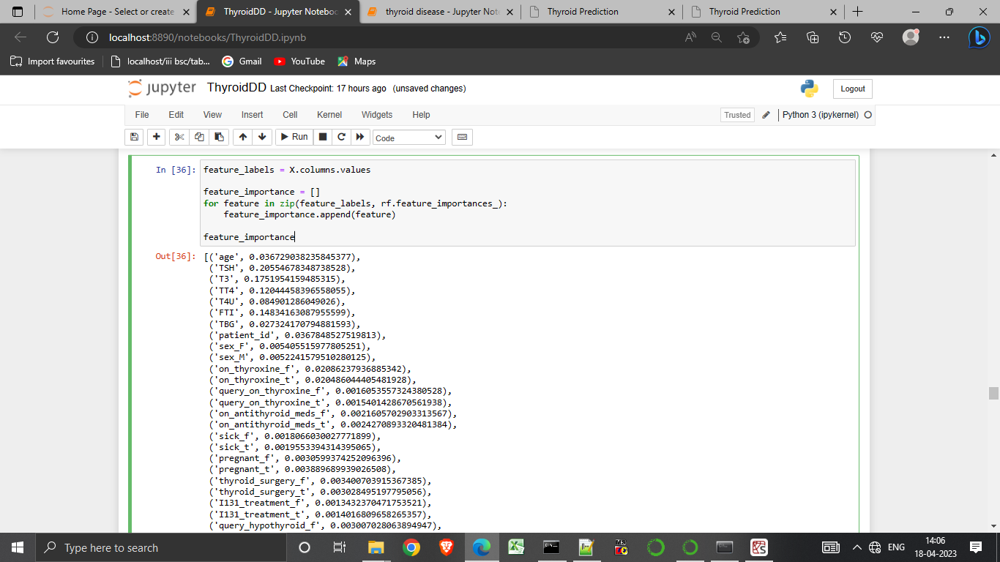 Home Page - Select or create
ThyroidDD - Jupyter Noteboo
thyroid disease - Jupyter Not
Thyroid Prediction
Thyroid Prediction
localhost:8890/notebooks/ThyroidDD.ipynb
Import favourites
localhost/iii bsc/tab...
Gmail
YouTube
Maps
jupyter ThyroidDD Last Checkpoint: 17 hours ago (unsaved changes)
Logout
File Edit View Insert Cell Kernel Widgets Help
Trusted
Python 3 (ipykernel)
Run
Code
In [36]: feature_labels = X.columns.values
feature_importance = []
for feature in zip(feature_labels, rf.feature_importances_):
feature_importance.append(feature)
feature_importance
Out[36]: [('age', 0.036729038235845377),
('TSH', 0.20554678348738528),
('T3', 0.1751954159485315),
('TT4', 0.12044458396558055),
('T4U', 0.084901286049026),
('FTI', 0.14834163087955599),
('TBG', 0.027324170794881593),
('patient_id', 0.0367848527519813),
('sex_F', 0.005405515977805251),
('sex_M', 0.0052241579510280125),
('on_thyroxine_f', 0.02086237936885342),
('on_thyroxine_t', 0.020486044405481928),
('query_on_thyroxine_f', 0.0016053557324380528),
('query_on_thyroxine_t', 0.0015401428670561938),
('on_antithyroid_meds_f', 0.0021605702903313567),
('on_antithyroid_meds_t', 0.0024270893320481384),
('sick_f', 0.0018066030027771899),
('sick_t', 0.0019553394314395065),
('pregnant_f', 0.0030599374252096396),
('pregnant_t', 0.003889689939026508),
('thyroid_surgery_f', 0.003400703915367385),
('thyroid_surgery_t', 0.003028495197795056),
('I131_treatment_f', 0.0013432370471753521),
('I131_treatment_t', 0.0014016809658265357),
('query_hypothyroid_f', 0.003007028063894947),
Type here to search
ENG
14:06
18-04-2023